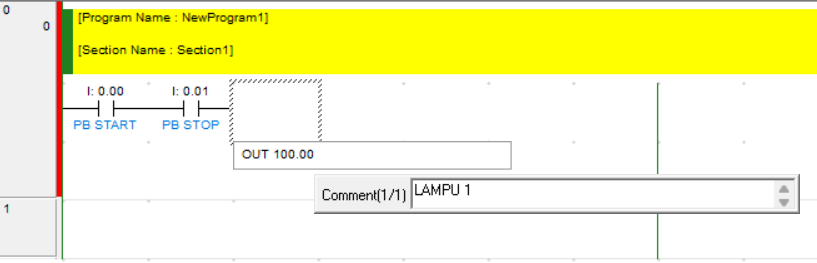 0
0
[Program Name : NewProgram1]
[Section Name : Section1]
I: 0.00 I: 0.01
PB START PB STOP
OUT 100.00
Comment(1/1) LAMPU 1
1